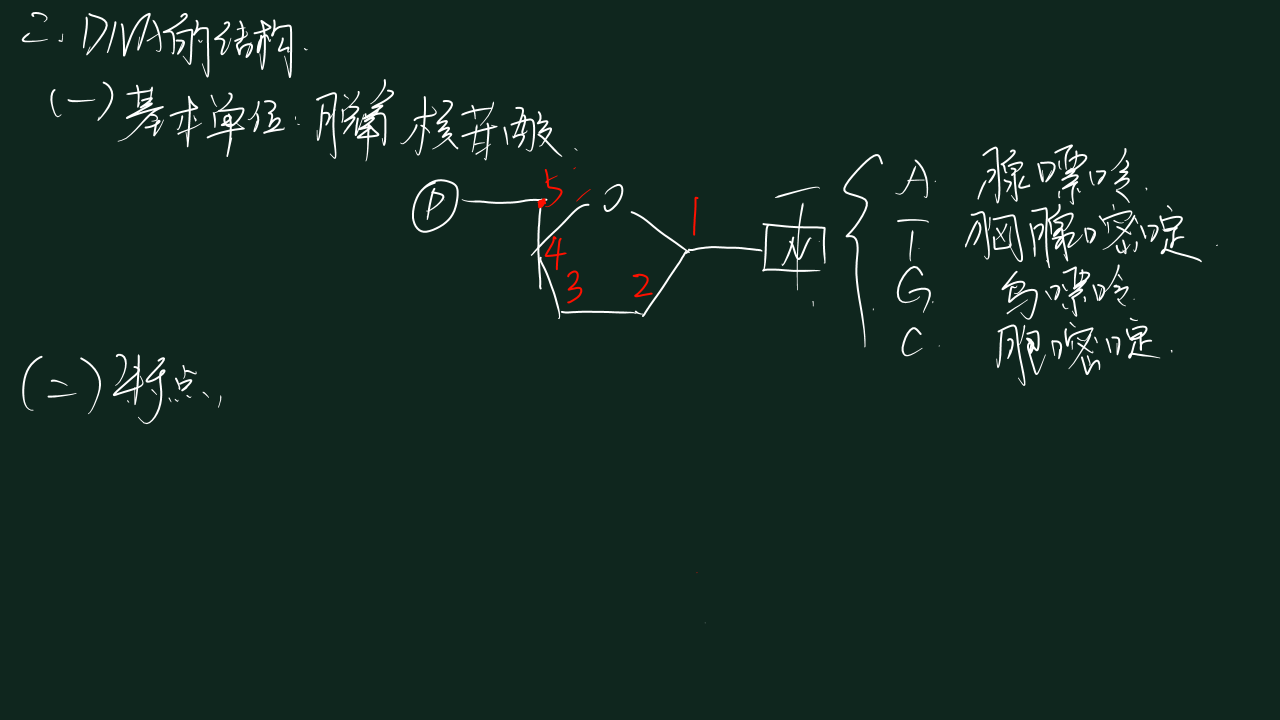 2. DNA的结构.
(一)基本单位:脱氧核苷酸.
P 5 O 1 N
4 3 2
A. 腺嘌呤.
T 胸腺嘧啶.
G. 鸟嘌呤.
C. 胞嘧啶.
(二)特点,